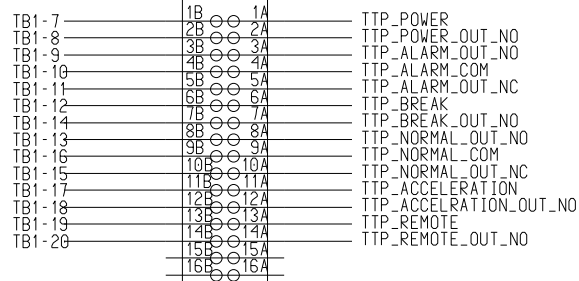 TB1-7 1B 1A TTP_POWER
TB1-8 2B 2A TTP_POWER_OUT_NO
TB1-9 3B 3A TTP_ALARM_OUT_NO
TB1-10 4B 4A TTP_ALARM_COM
TB1-11 5B 5A TTP_ALARM_OUT_NC
TB1-12 6B 6A TTP_BREAK
TB1-14 7B 7A TTP_BREAK_OUT_NO
TB1-13 8B 8A TTP_NORMAL_OUT_NO
TB1-16 9B 9A TTP_NORMAL_COM
TB1-15 10B 10A TTP_NORMAL_OUT_NC
TB1-17 11B 11A TTP_ACCELERATION
TB1-18 12B 12A TTP_ACCELRATION_OUT_NO
TB1-19 13B 13A TTP_REMOTE
TB1-20 14B 14A TTP_REMOTE_OUT_NO
15B 15A
16B 16A